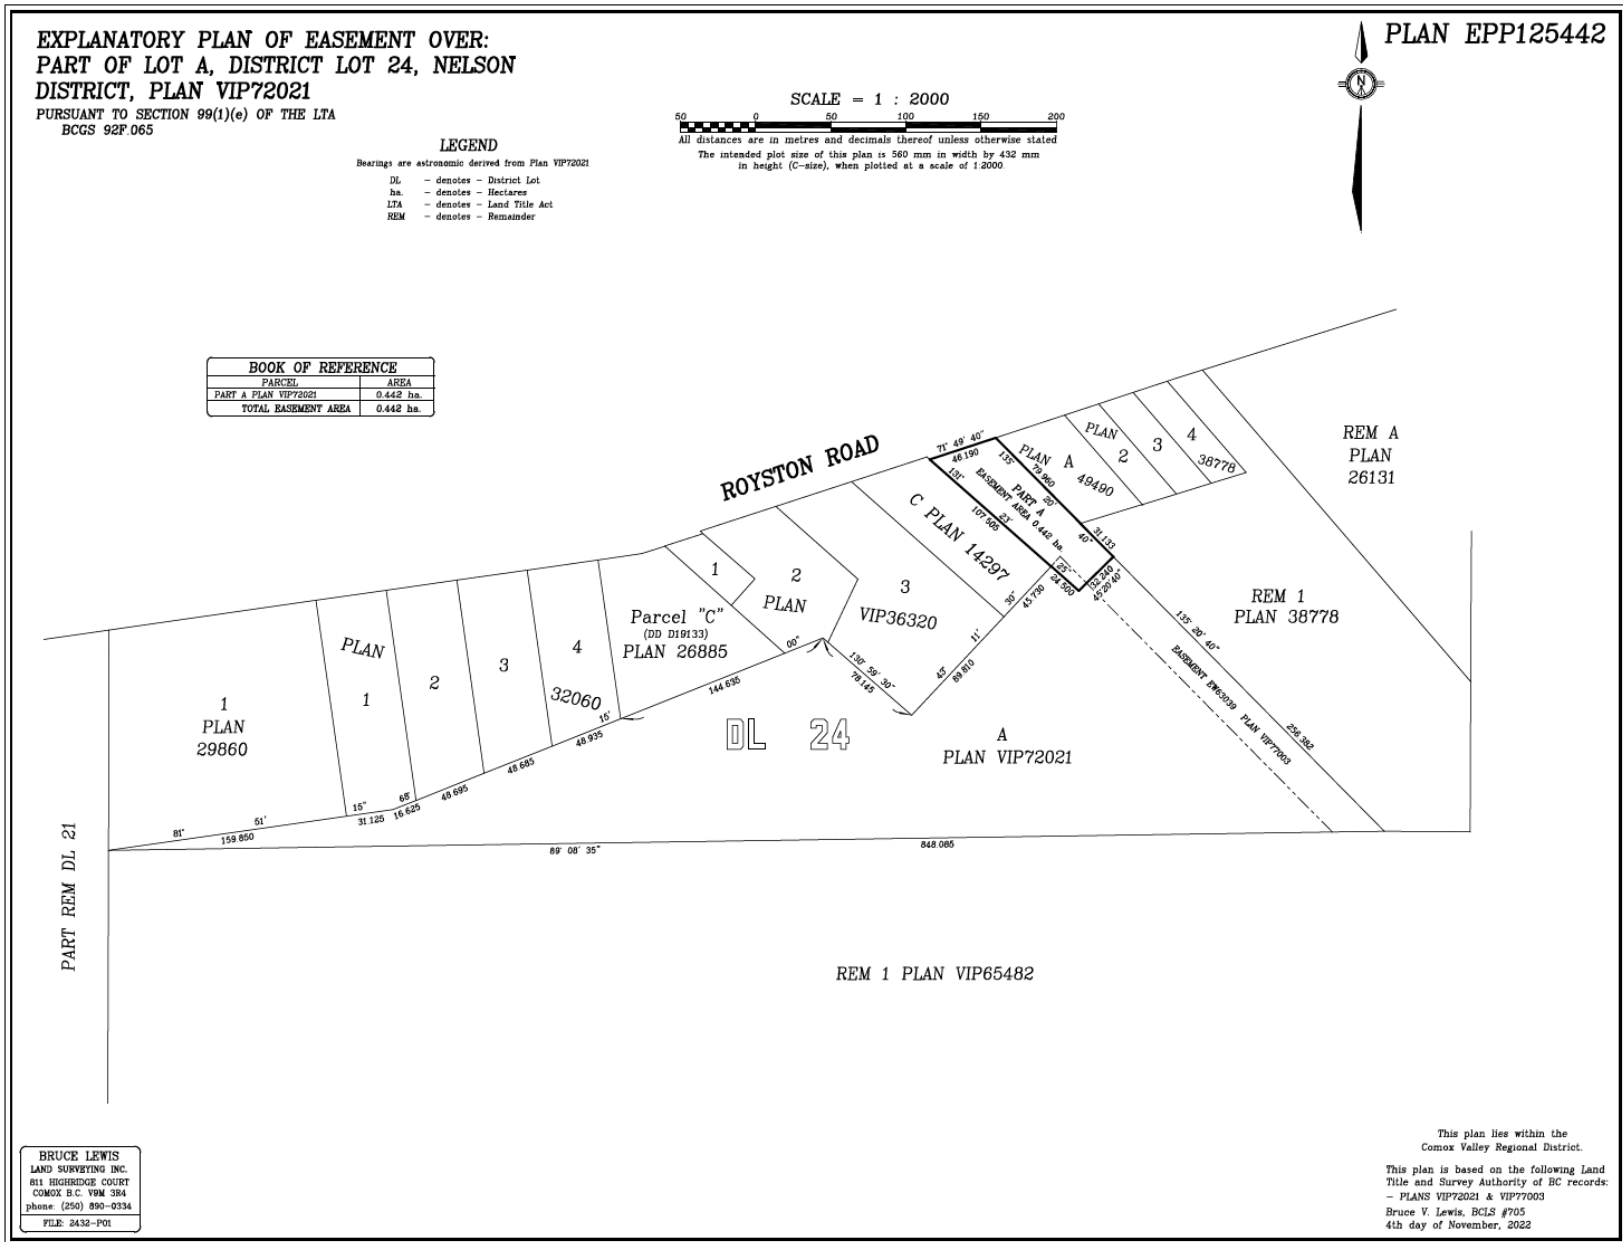 EXPLANATORY PLAN OF EASEMENT OVER:
PART OF LOT A, DISTRICT LOT 24, NELSON
DISTRICT, PLAN VIP72021
PURSUANT TO SECTION 99(1)(e) OF THE LTA
BCGS 92F.065
PLAN EPP125442
N
SCALE = 1 : 2000
50 0 50 100 150 200
All distances are in metres and decimals thereof unless otherwise stated
The intended plot size of this plan is 560 mm in width by 432 mm
in height (C-size), when plotted at a scale of 1:2000.
LEGEND
Bearings are astronomic derived from Plan VIP72021
DL - denotes - District Lot
ha. - denotes - Hectares
LTA - denotes - Land Title Act
REM - denotes - Remainder
BOOK OF REFERENCE
PARCEL AREA
PART A PLAN VIP72021 0.442 ha.
TOTAL EASEMENT AREA 0.442 ha.
ROYSTON ROAD
71° 49' 40"
46.190
135° 20' 40"
79.960
31.133
131° 23' 25"
107.505
24.500
PART A
EASEMENT AREA 0.442 ha.
32.240
45°20'40"
PLAN A
49490
PLAN
2
3
4
38778
REM A
PLAN
26131
REM 1
PLAN 38778
C PLAN 14297
1
2
PLAN
3
VIP36320
Parcel "C"
(DD D19133)
PLAN 26885
PLAN
1
2
3
4
32060
1
PLAN
29860
81° 51' 15"
159.850
31.125
16.625
68° 15' 00"
48.695
48.685
48.935
144.635
130° 59' 30"
78.145
43° 11' 30"
89.810
45.730
DL 24
A
PLAN VIP72021
135° 20' 40"
256.382
EASEMENT EW63039 PLAN VIP77003
89° 08' 35"
848.085
PART REM DL 21
REM 1 PLAN VIP65482
BRUCE LEWIS
LAND SURVEYING INC.
811 HIGHRIDGE COURT
COMOX B.C. V9M 3R4
phone: (250) 890-0334
FILE: 2432-P01
This plan lies within the
Comox Valley Regional District.
This plan is based on the following Land
Title and Survey Authority of BC records:
- PLANS VIP72021 & VIP77003
Bruce V. Lewis, BCLS #705
4th day of November, 2022